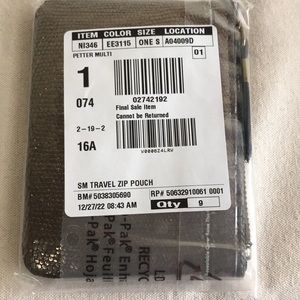 ITEM COLOR SIZE LOCATION
NI346 EE3115 ONE S A04009D
PETTER MULTI
01
1
074
02742192
Final Sale Item
Cannot be Returned
2-19-2
16A
V0006Z4LRW
SM TRAVEL ZIP POUCH
BM# 5038305690 RP# 50632910061 0001
12/27/22 08:43 AM Qty 9